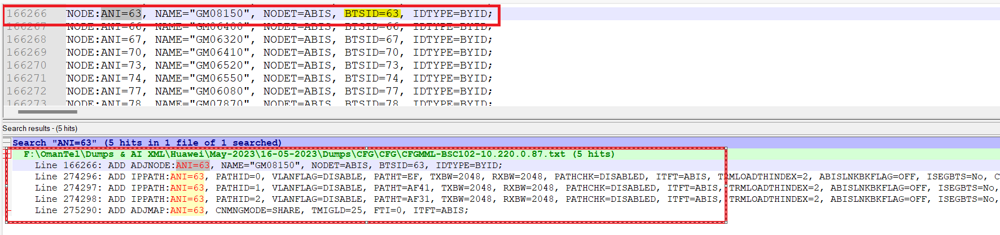 166266 NODE:ANI=63, NAME="GM08150", NODET=ABIS, BTSID=63, IDTYPE=BYID;
166267 NODE:ANI=66, NAME="GM06400", NODET=ABIS, BTSID=66, IDTYPE=BYID;
166268 NODE:ANI=67, NAME="GM06320", NODET=ABIS, BTSID=67, IDTYPE=BYID;
166269 NODE:ANI=70, NAME="GM06410", NODET=ABIS, BTSID=70, IDTYPE=BYID;
166270 NODE:ANI=73, NAME="GM06520", NODET=ABIS, BTSID=73, IDTYPE=BYID;
166271 NODE:ANI=74, NAME="GM06550", NODET=ABIS, BTSID=74, IDTYPE=BYID;
166272 NODE:ANI=77, NAME="GM06080", NODET=ABIS, BTSID=77, IDTYPE=BYID;
166273 NODE:ANI=78, NAME="GM07870", NODET=ABIS, BTSID=78, IDTYPE=BYID;
Search results - (5 hits)
Search "ANI=63" (5 hits in 1 file of 1 searched)
F:\OmanTel\Dumps & AI XML\Huawei\May-2023\16-05-2023\Dumps\CFG\CFG\CFGMML-BSC102-10.220.0.87.txt (5 hits)
Line 166266: ADD ADJNODE:ANI=63, NAME="GM08150", NODET=ABIS, BTSID=63, IDTYPE=BYID;
Line 274296: ADD IPPATH:ANI=63, PATHID=0, VLANFLAG=DISABLE, PATHT=EF, TXBW=2048, RXBW=2048, PATHCHK=DISABLED, ITFT=ABIS, TRMLOADTHINDEX=2, ABISLNKBKFLAG=OFF, ISEGBTS=No, C
Line 274297: ADD IPPATH:ANI=63, PATHID=1, VLANFLAG=DISABLE, PATHT=AF41, TXBW=2048, RXBW=2048, PATHCHK=DISABLED, ITFT=ABIS, TRMLOADTHINDEX=2, ABISLNKBKFLAG=OFF, ISEGBTS=No,
Line 274298: ADD IPPATH:ANI=63, PATHID=2, VLANFLAG=DISABLE, PATHT=AF31, TXBW=2048, RXBW=2048, PATHCHK=DISABLED, ITFT=ABIS, TRMLOADTHINDEX=2, ABISLNKBKFLAG=OFF, ISEGBTS=No,
Line 275290: ADD ADJMAP:ANI=63, CNMNGMODE=SHARE, TMIGLD=25, FTI=0, ITFT=ABIS;